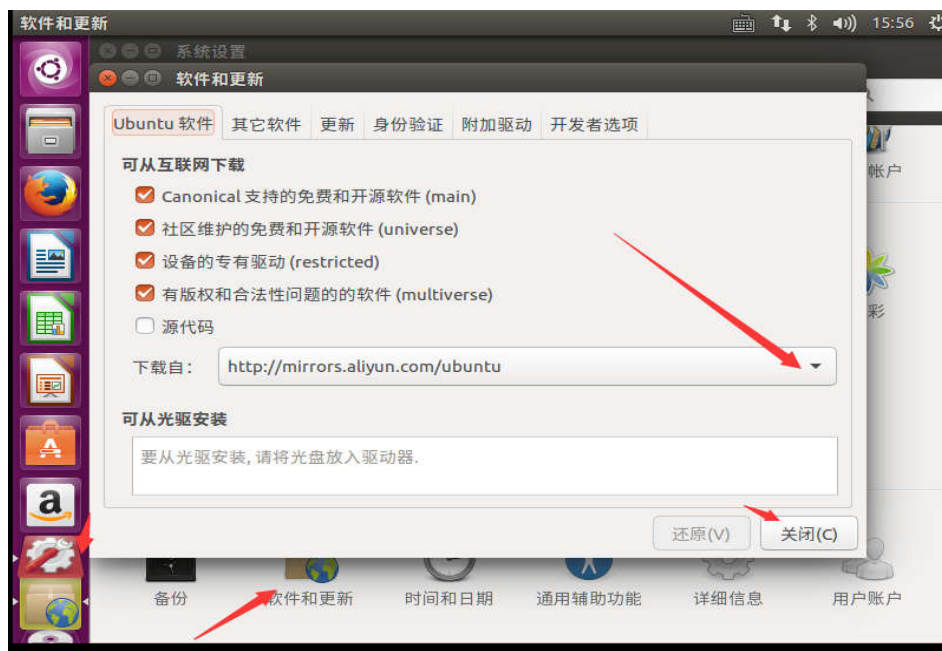 软件和更新
15:56
系统设置
软件和更新
Ubuntu 软件 其它软件 更新 身份验证 附加驱动 开发者选项
可从互联网下载
Canonical 支持的免费和开源软件 (main)
社区维护的免费和开源软件 (universe)
设备的专有驱动 (restricted)
有版权和合法性问题的的软件 (multiverse)
源代码
下载自: http://mirrors.aliyun.com/ubuntu
可从光驱安装
要从光驱安装, 请将光盘放入驱动器.
还原(V) 关闭(C)
帐户
彩
备份 软件和更新 时间和日期 通用辅助功能 详细信息 用户账户